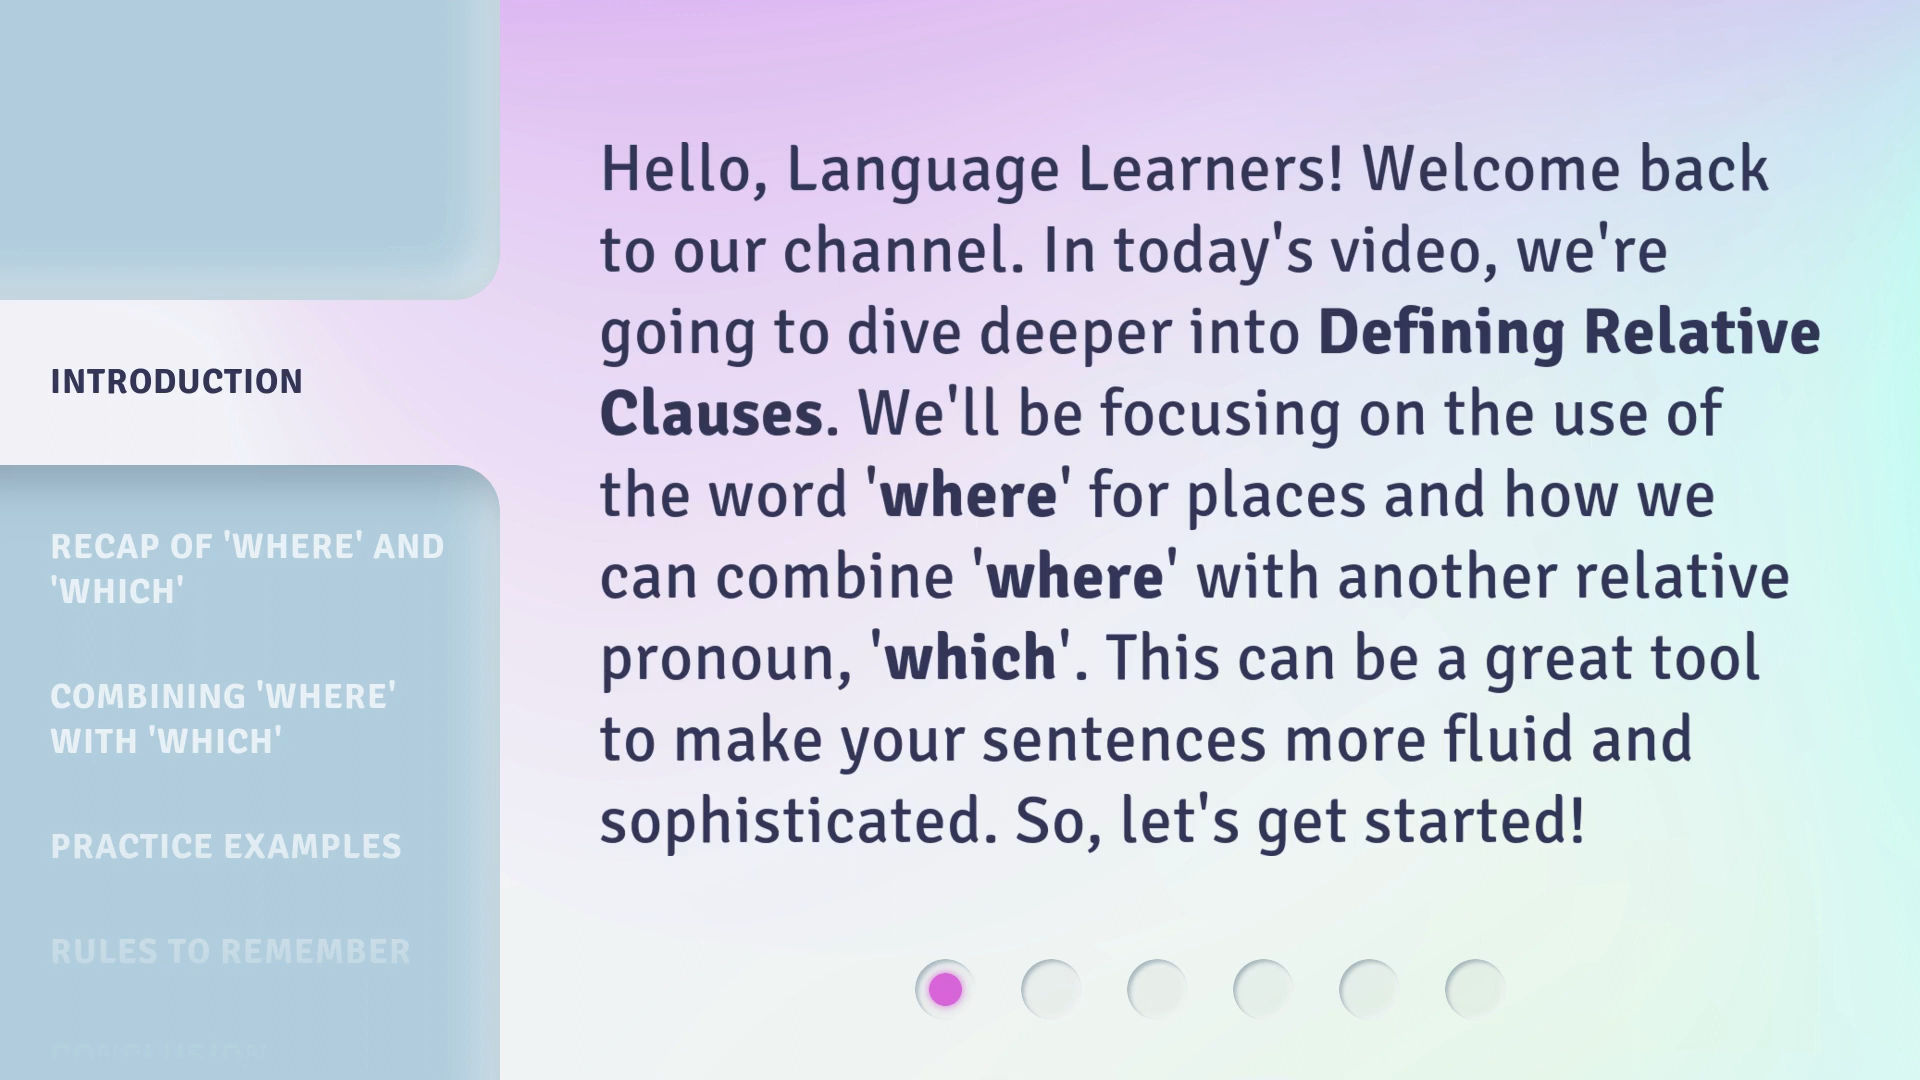 INTRODUCTION
RECAP OF 'WHERE' AND
'WHICH'
COMBINING 'WHERE'
WITH 'WHICH'
PRACTICE EXAMPLES
RULES TO REMEMBER
CONCLUSION
Hello, Language Learners! Welcome back
to our channel. In today's video, we're
going to dive deeper into Defining Relative
Clauses. We'll be focusing on the use of
the word 'where' for places and how we
can combine 'where' with another relative
pronoun, 'which'. This can be a great tool
to make your sentences more fluid and
sophisticated. So, let's get started!